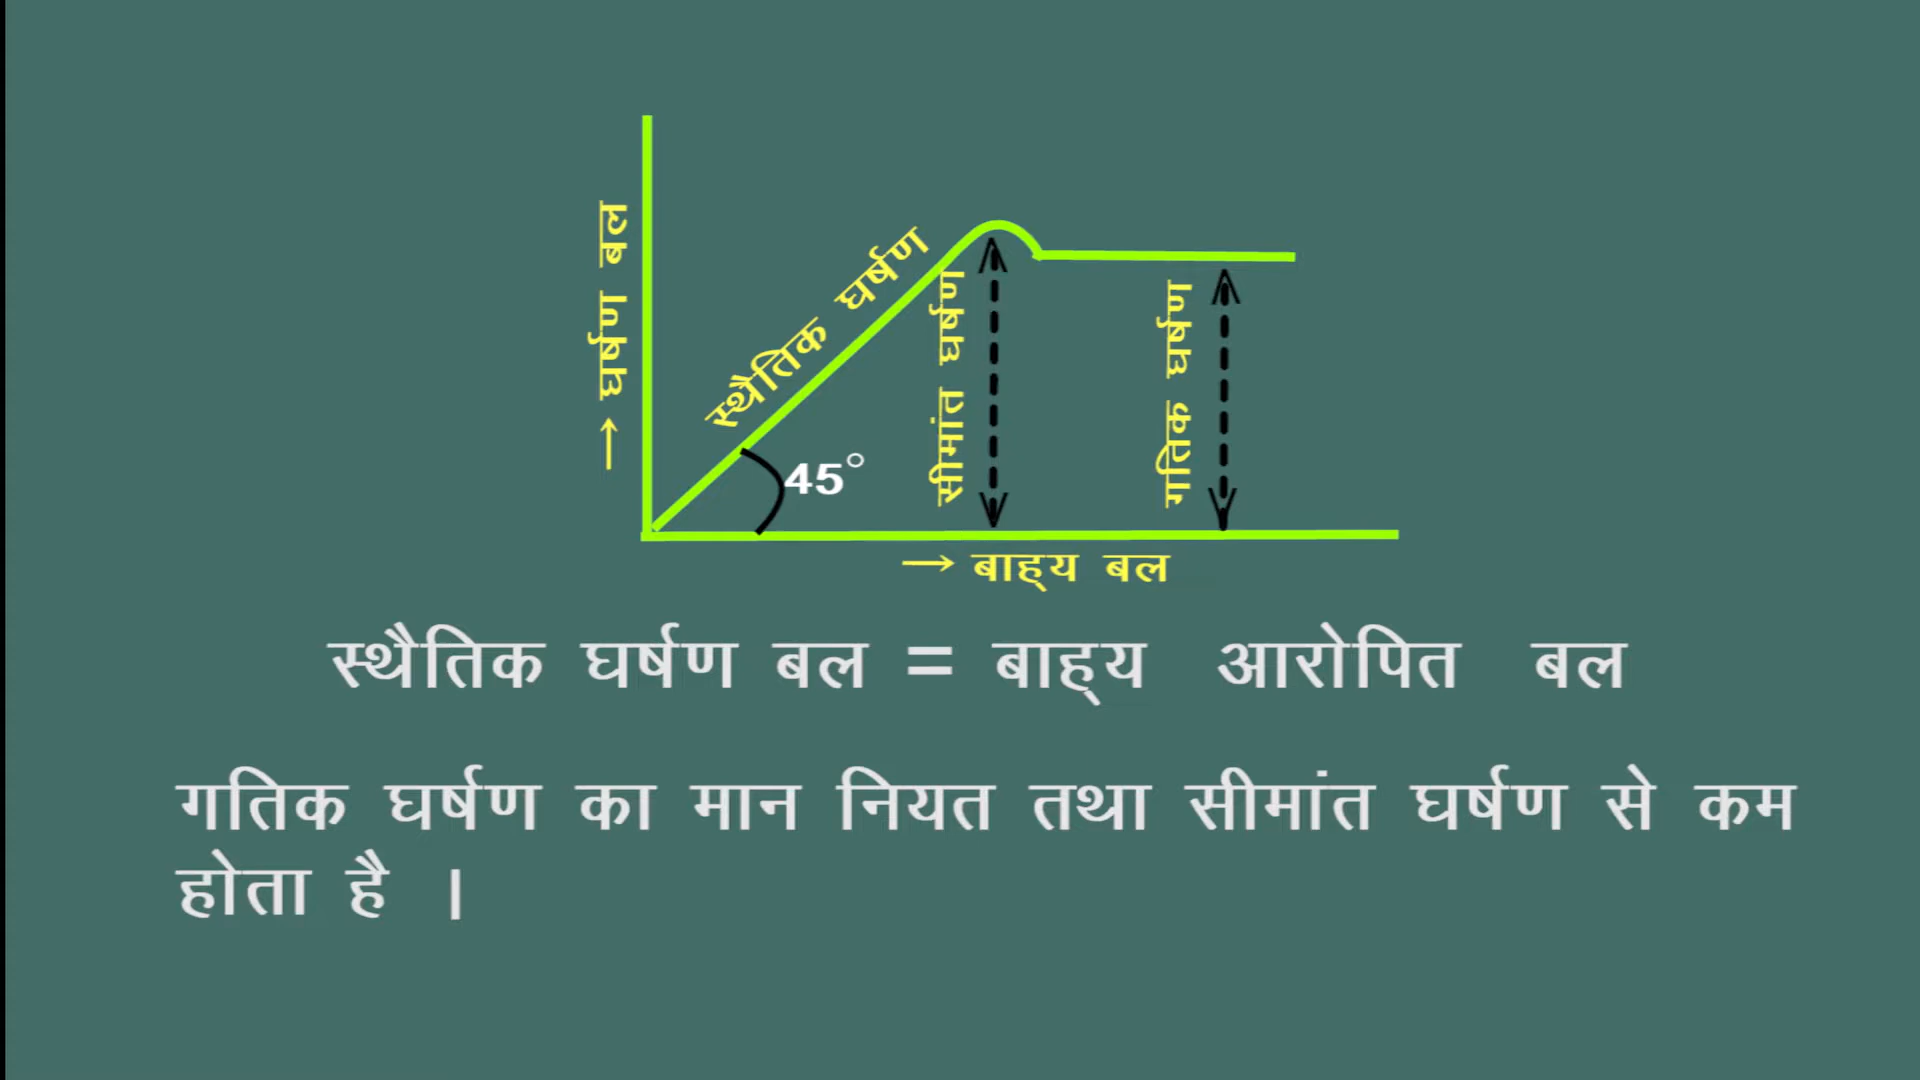 → घर्षण बल
स्थैतिक घर्षण
सीमांत घर्षण
गतिक घर्षण
45°
→ बाह्य बल
स्थैतिक घर्षण बल = बाह्य आरोपित बल
गतिक घर्षण का मान नियत तथा सीमांत घर्षण से कम
होता है ।